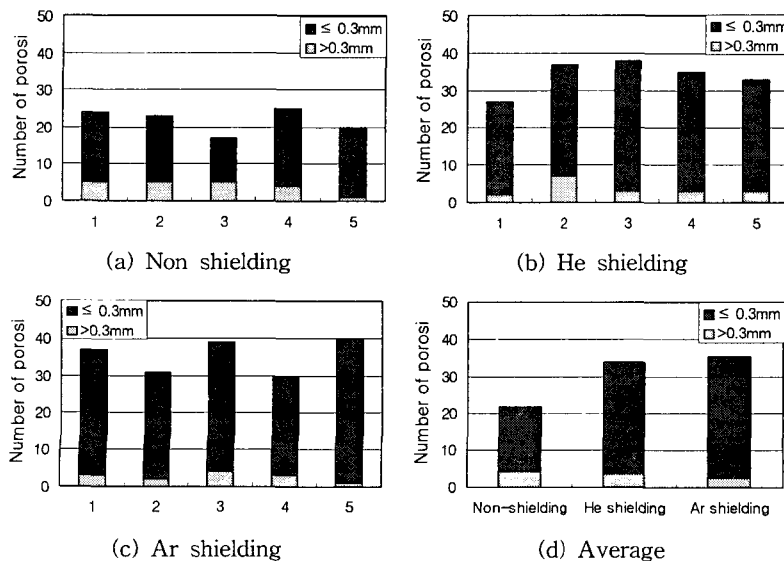 Number of porosi
50
40
30
20
10
0
≤ 0.3mm
>0.3mm
1 2 3 4 5
(a) Non shielding
Number of porosi
50
40
30
20
10
0
≤ 0.3mm
>0.3mm
1 2 3 4 5
(b) He shielding
Number of porosi
50
40
30
20
10
0
≤ 0.3mm
>0.3mm
1 2 3 4 5
(c) Ar shielding
Number of porosi
50
40
30
20
10
0
≤ 0.3mm
>0.3mm
Non-shielding He shielding Ar shielding
(d) Average